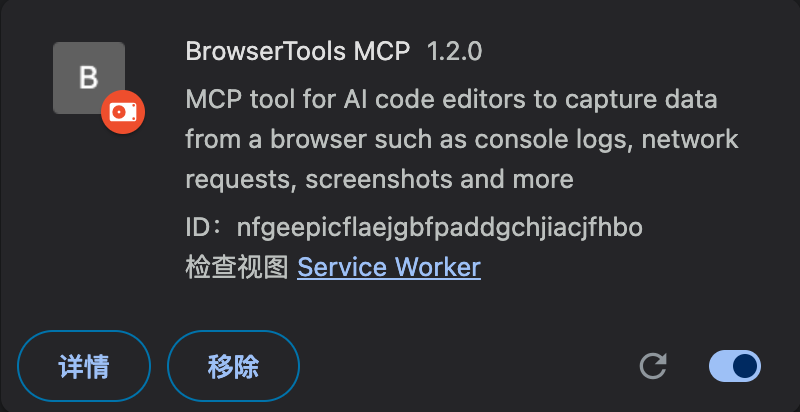 B
BrowserTools MCP 1.2.0
MCP tool for AI code editors to capture data
from a browser such as console logs, network
requests, screenshots and more
ID：nfgeepicflaejgbfpaddgchjiacjfhbo
检查视图 Service Worker
详情 移除